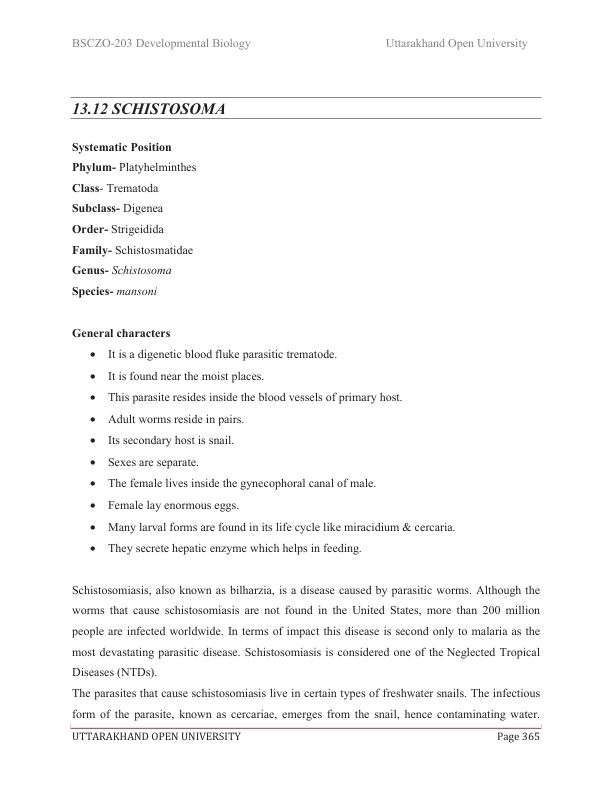 BSCZO-203 Developmental Biology Uttarakhand Open University
13.12 SCHISTOSOMA
Systematic Position
Phylum- Platyhelminthes
Class- Trematoda
Subclass- Digenea
Order- Strigeidida
Family- Schistosmatidae
Genus- Schistosoma
Species- mansoni
General characters
• It is a digenetic blood fluke parasitic trematode.
• It is found near the moist places.
• This parasite resides inside the blood vessels of primary host.
• Adult worms reside in pairs.
• Its secondary host is snail.
• Sexes are separate.
• The female lives inside the gynecophoral canal of male.
• Female lay enormous eggs.
• Many larval forms are found in its life cycle like miracidium & cercaria.
• They secrete hepatic enzyme which helps in feeding.
Schistosomiasis, also known as bilharzia, is a disease caused by parasitic worms. Although the
worms that cause schistosomiasis are not found in the United States, more than 200 million
people are infected worldwide. In terms of impact this disease is second only to malaria as the
most devastating parasitic disease. Schistosomiasis is considered one of the Neglected Tropical
Diseases (NTDs).
The parasites that cause schistosomiasis live in certain types of freshwater snails. The infectious
form of the parasite, known as cercariae, emerges from the snail, hence contaminating water.
UTTARAKHAND OPEN UNIVERSITY Page 365